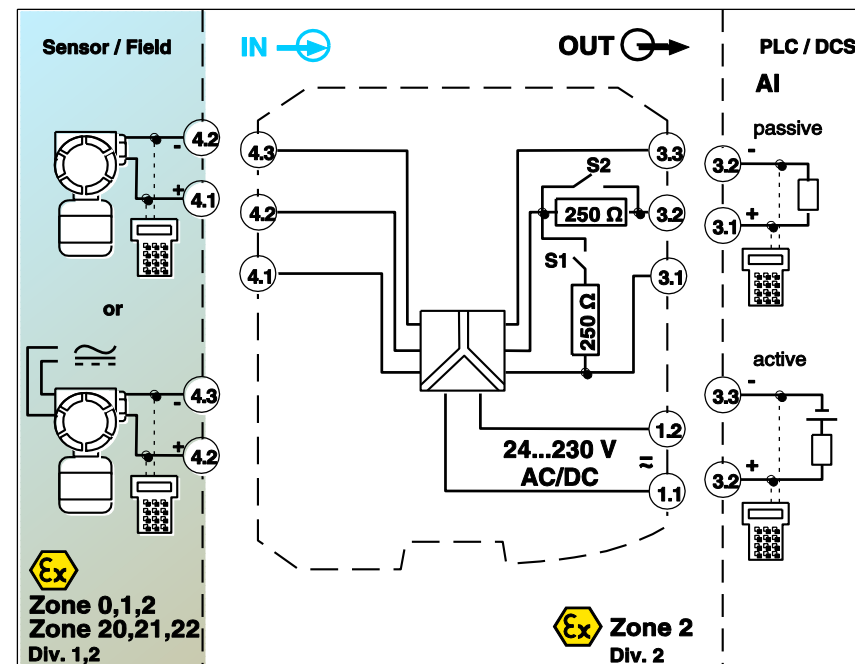 Sensor / Field
IN
OUT
PLC / DCS
AI
passive
4.2
-
+
4.1
or
4.3
-
+
4.2
4.3
4.2
4.1
3.3
S2
250 Ω
3.2
S1
250 Ω
3.1
24...230 V
AC/DC
1.2
1.1
3.2
-
3.1
+
active
3.3
-
3.2
+
Ex
Zone 0,1,2
Zone 20,21,22
Div. 1,2
Ex
Zone 2
Div. 2